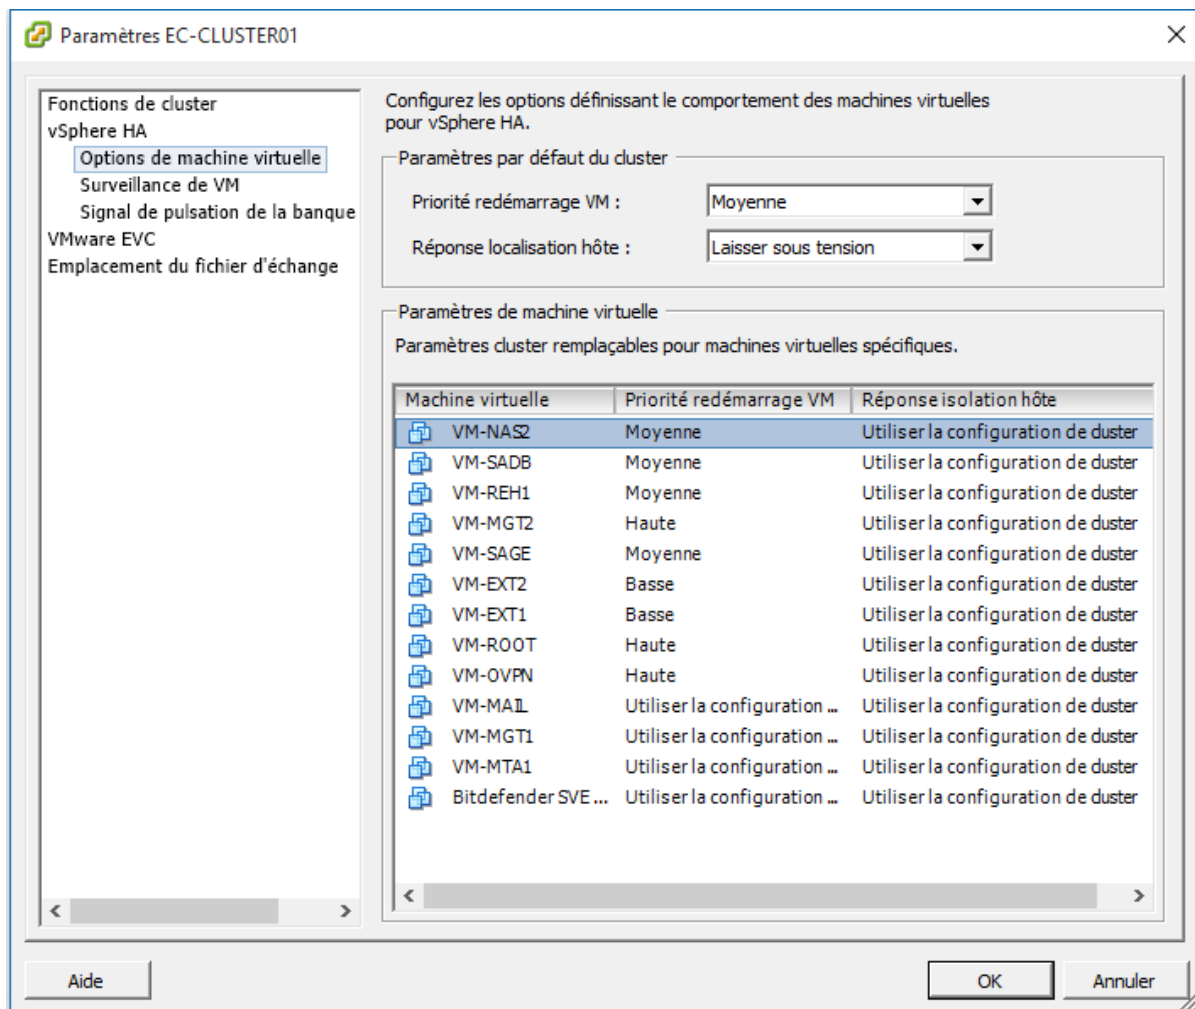 Paramètres EC-CLUSTER01
Fonctions de cluster
vSphere HA
Options de machine virtuelle
Surveillance de VM
Signal de pulsation de la banque
VMware EVC
Emplacement du fichier d'échange
Configurez les options définissant le comportement des machines virtuelles
pour vSphere HA.
Paramètres par défaut du cluster
Priorité redémarrage VM : Moyenne
Réponse localisation hôte : Laisser sous tension
Paramètres de machine virtuelle
Paramètres cluster remplaçables pour machines virtuelles spécifiques.
Machine virtuelle Priorité redémarrage VM Réponse isolation hôte
VM-NAS2 Moyenne Utiliser la configuration de cluster
VM-SADB Moyenne Utiliser la configuration de cluster
VM-REH1 Moyenne Utiliser la configuration de cluster
VM-MGT2 Haute Utiliser la configuration de cluster
VM-SAGE Moyenne Utiliser la configuration de cluster
VM-EXT2 Basse Utiliser la configuration de cluster
VM-EXT1 Basse Utiliser la configuration de cluster
VM-ROOT Haute Utiliser la configuration de cluster
VM-OVPN Haute Utiliser la configuration de cluster
VM-MAIL Utiliser la configuration ... Utiliser la configuration de cluster
VM-MGT1 Utiliser la configuration ... Utiliser la configuration de cluster
VM-MTA1 Utiliser la configuration ... Utiliser la configuration de cluster
Bitdefender SVE ... Utiliser la configuration ... Utiliser la configuration de cluster
Aide OK Annuler